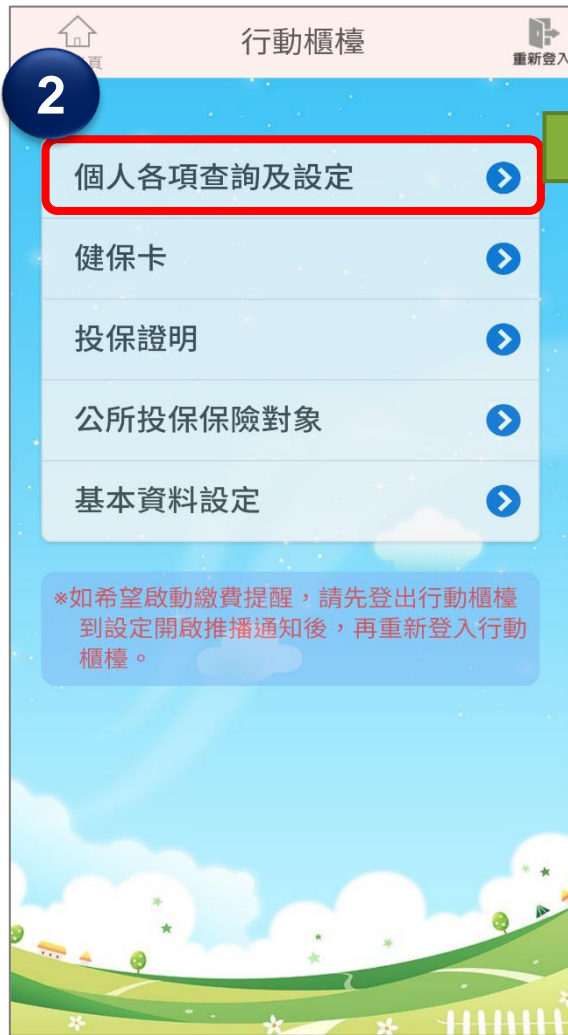 行動櫃檯
頁
重新登入
2
個人各項查詢及設定
健保卡
投保證明
公所投保保險對象
基本資料設定
※如希望啟動繳費提醒，請先登出行動櫃檯
到設定開啟推播通知後，再重新登入行動
櫃檯。